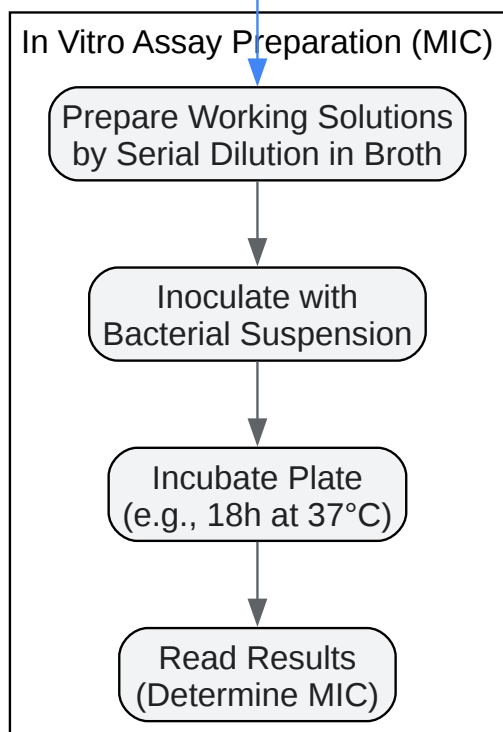 In Vitro Assay Preparation (MIC)
Prepare Working Solutions
by Serial Dilution in Broth
Inoculate with
Bacterial Suspension
Incubate Plate
(e.g., 18h at 37°C)
Read Results
(Determine MIC)